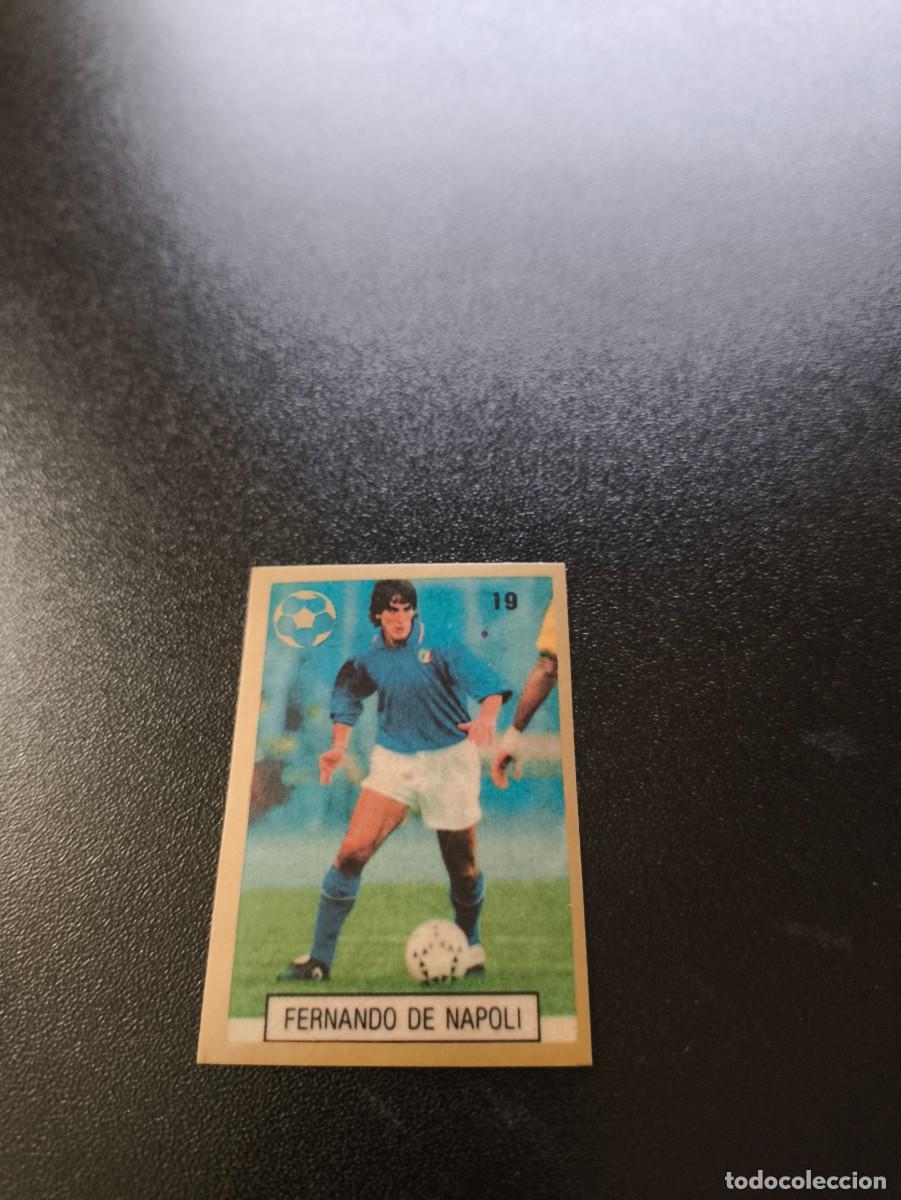 19
FERNANDO DE NAPOLI
todocoleccion